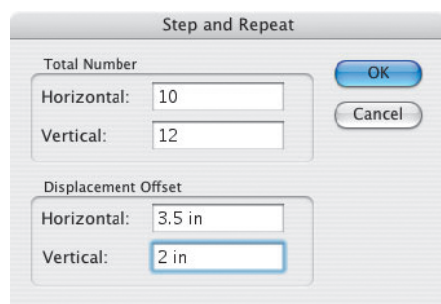 Step and Repeat
Total Number
Horizontal: 10
Vertical: 12
OK
Cancel
Displacement Offset
Horizontal: 3.5 in
Vertical: 2 in